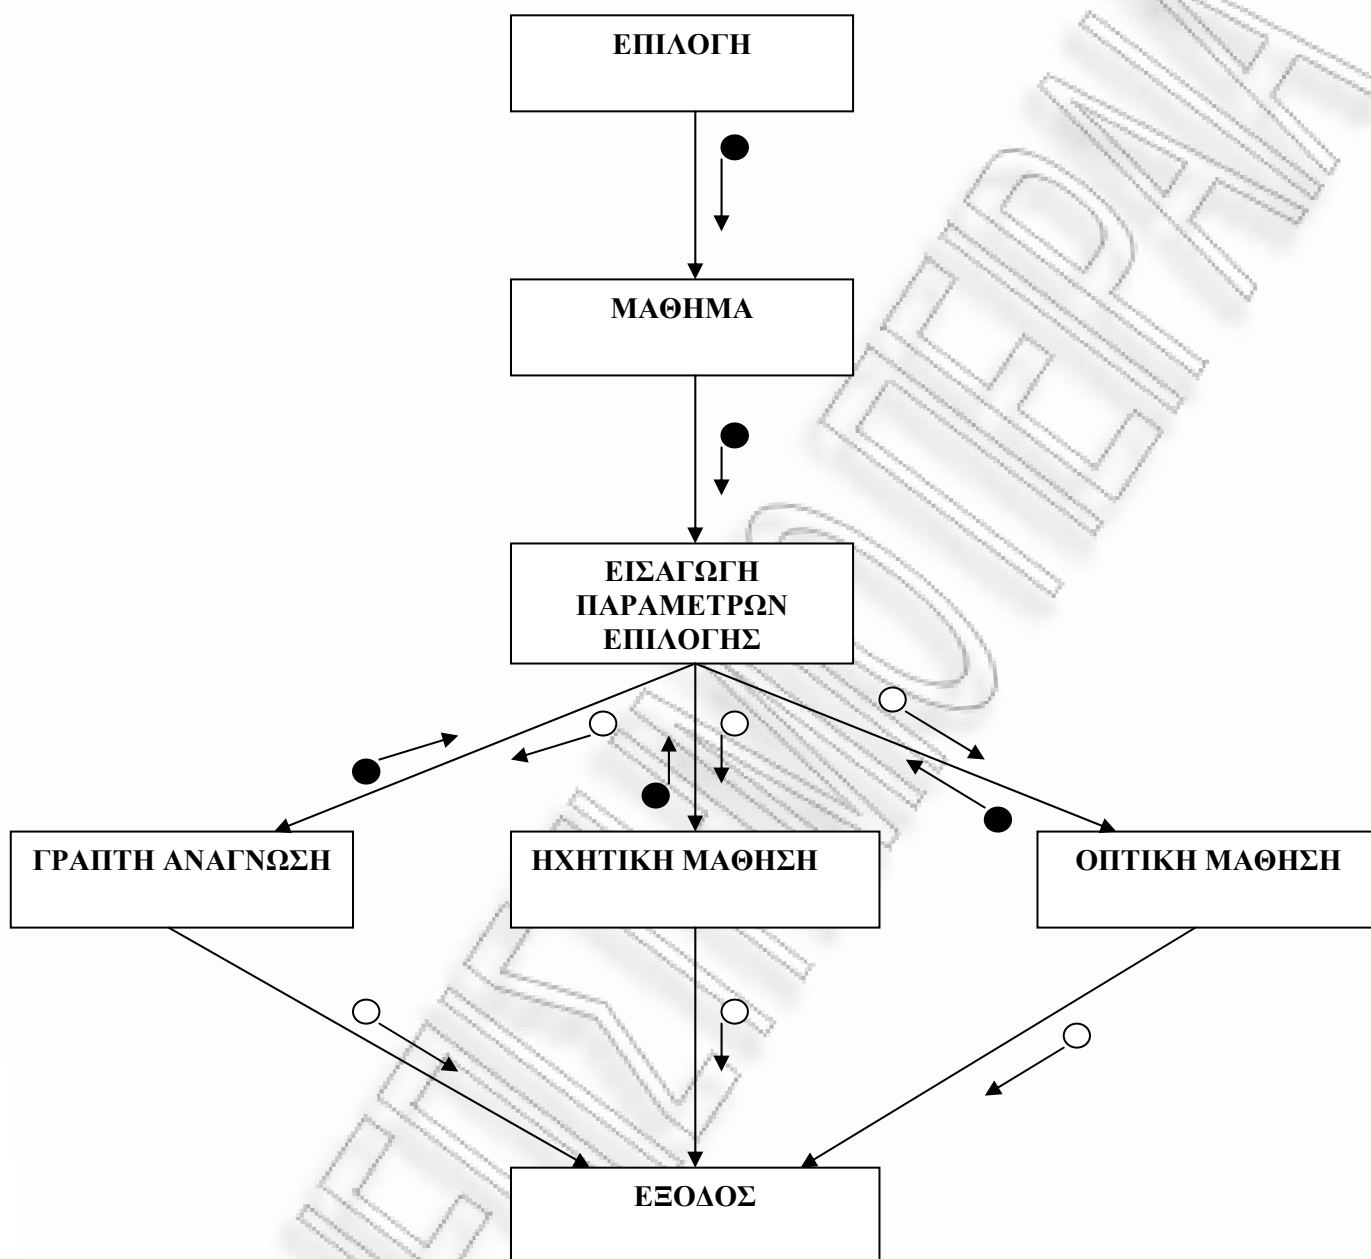 ΕΠΙΛΟΓΗ
ΜΑΘΗΜΑ
ΕΙΣΑΓΩΓΗ
ΠΑΡΑΜΕΤΡΩΝ
ΕΠΙΛΟΓΗΣ
ΓΡΑΠΤΗ ΑΝΑΓΝΩΣΗ
ΗΧΗΤΙΚΗ ΜΑΘΗΣΗ
ΟΠΤΙΚΗ ΜΑΘΗΣΗ
ΕΞΟΔΟΣ